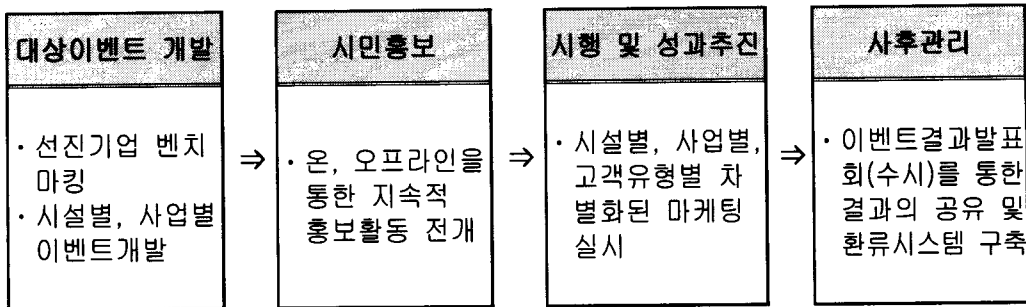 대상이벤트 개발
· 선진기업 벤치
마킹
· 시설별, 사업별
이벤트개발
⇒
시민홍보
· 온, 오프라인을
통한 지속적
홍보활동 전개
⇒
시행 및 성과추진
· 시설별, 사업별,
고객유형별 차
별화된 마케팅
실시
⇒
사후관리
· 이벤트결과발표
회(수시)를 통한
결과의 공유 및
환류시스템 구축